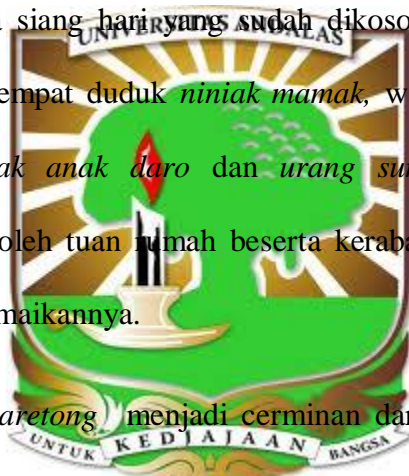 siang hari yang sudah dikoso
UNIVERSITAS ANDALAS
empat duduk niniak mamak, w
ak anak daro dan urang su
oleh tuan rumah beserta keraba
maikannya.
aretong menjadi cerminan dar
UNTUK KEDJAJAAN BANGSA